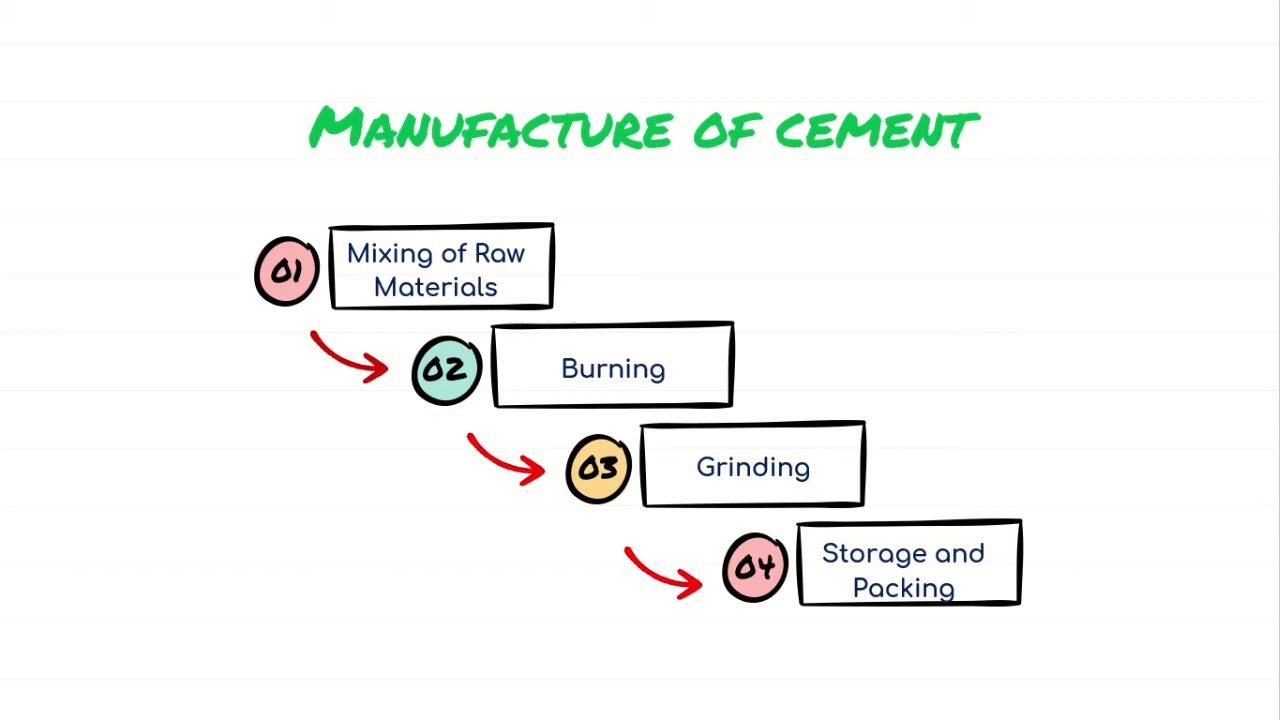 MANUFACTURE OF CEMENT
01
Mixing of Raw
Materials
02
Burning
03
Grinding
04
Storage and
Packing